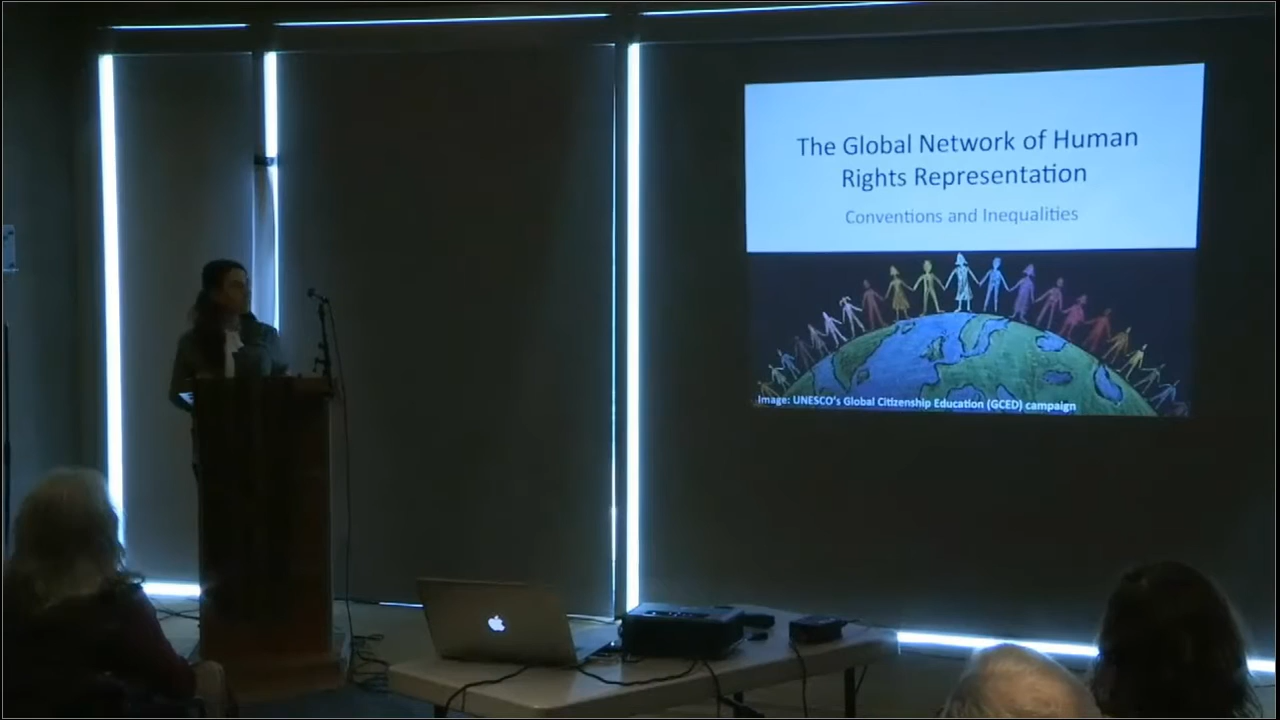 The Global Network of Human
Rights Representation
Conventions and Inequalities
Image: UNESCO's Global Citizenship Education (GCED) campaign